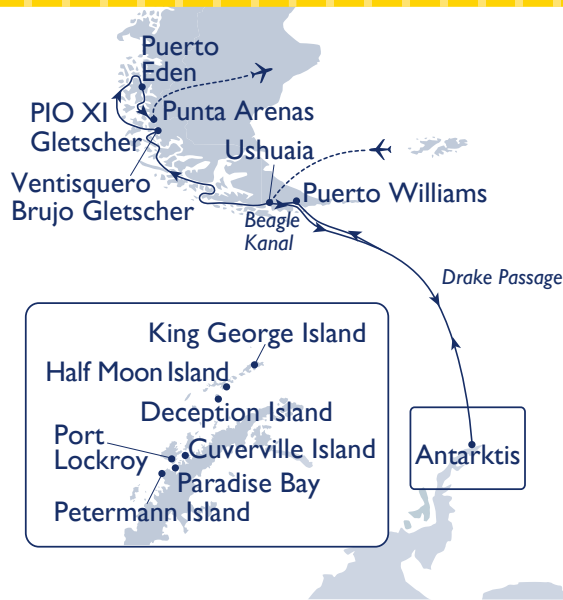 Puerto
Eden
PIO XI
Gletscher
Punta Arenas
Ushuaia
Ventisquero
Brujo Gletscher
Puerto Williams
Beagle
Kanal
Drake Passage
King George Island
Half Moon Island
Deception Island
Port
Lockroy
Cuverville Island
Paradise Bay
Petermann Island
Antarktis